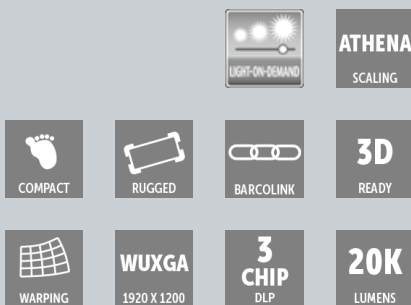 LIGHT-ON-DEMAND
ATHENA
SCALING
COMPACT
RUGGED
BARCOLINK
3D
READY
WARPING
WUXGA
1920 X 1200
3
CHIP
DLP
20K
LUMENS